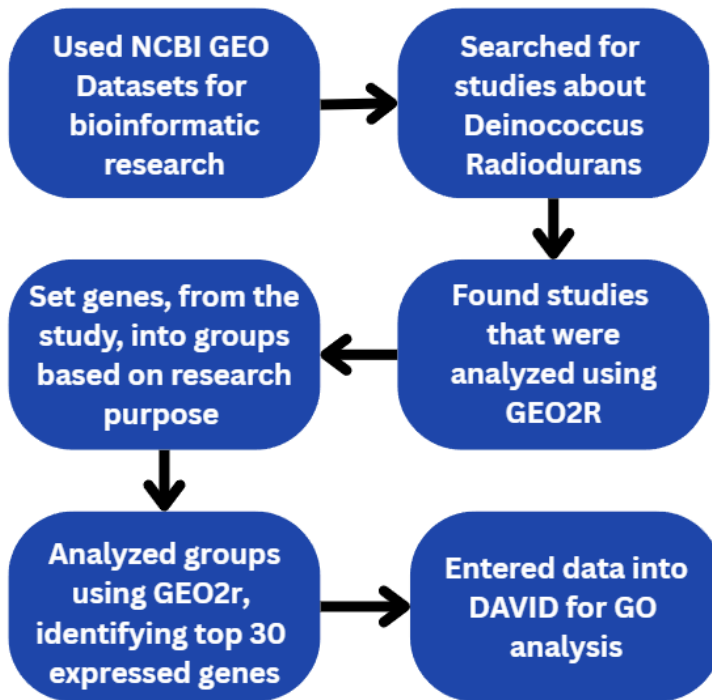 Used NCBI GEO
Datasets for
bioinformatic
research
Searched for
studies about
Deinococcus
Radiodurans
Found studies
that were
analyzed using
GEO2R
Set genes, from the
study, into groups
based on research
purpose
Analyzed groups
using GEO2r,
identifying top 30
expressed genes
Entered data into
DAVID for GO
analysis